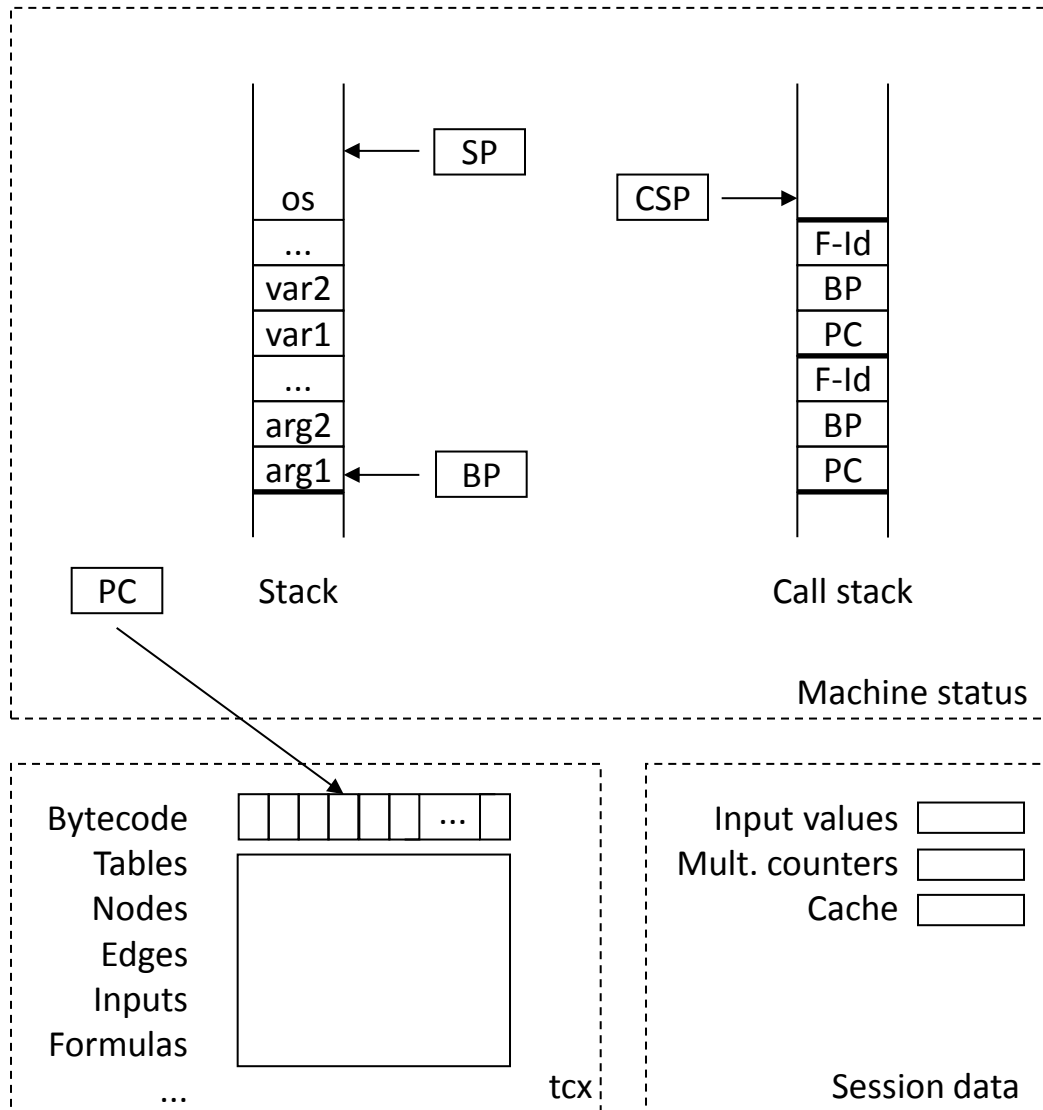 SP
os
CSP
...
F-Id
var2
BP
var1
PC
...
F-Id
arg2
BP
arg1
BP
PC
PC
Stack
Call stack
Machine status
Bytecode
...
Tables
Nodes
Edges
Inputs
Formulas
...
tcx
Input values
Mult. counters
Cache
Session data